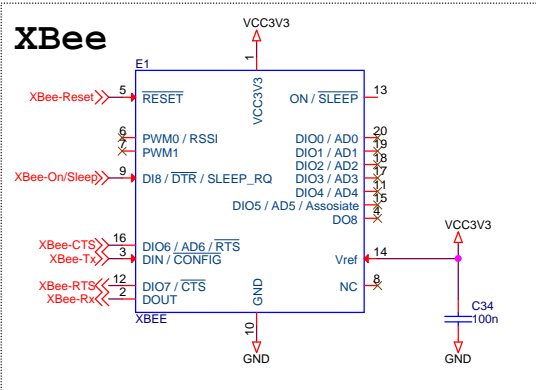 XBee
VCC3V3
E1
1
XBee-Reset 5 RESET VCC3V3 ON / SLEEP 13
6 PWM0 / RSSI DIO0 / AD0 20
7 PWM1 DIO1 / AD1 19
DIO2 / AD2 18
XBee-On/Sleep 9 DI8 / DTR / SLEEP_RQ DIO3 / AD3 17
DIO4 / AD4 11
DIO5 / AD5 / Assosiate 15
DO8 4
VCC3V3
XBee-CTS 16 DIO6 / AD6 / RTS
XBee-Tx 3 DIN / CONFIG Vref 14
XBee-RTS 12 DIO7 / CTS NC 8
XBee-Rx 2 DOUT GND
C34
XBEE 100n
10
GND GND